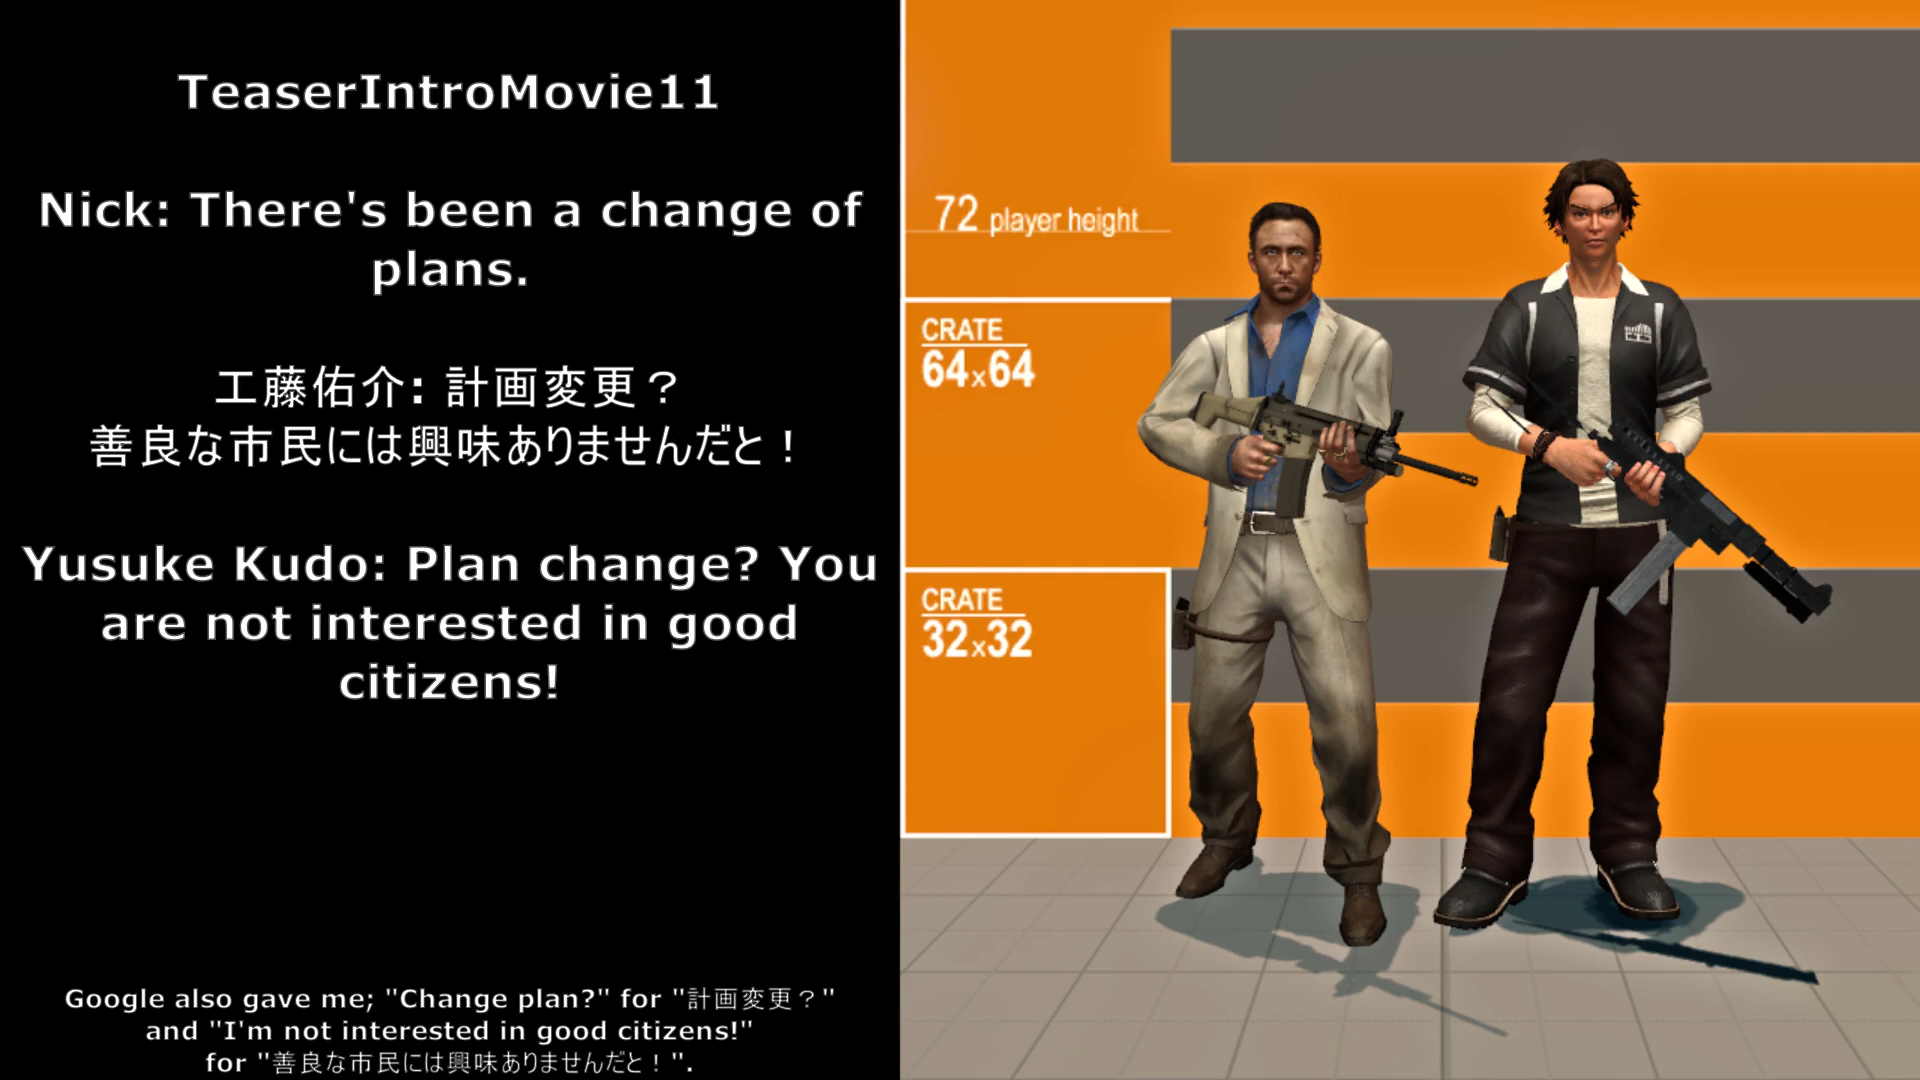 TeaserIntroMovie11
Nick: There's been a change of
plans.
工藤佑介: 計画変更？
善良な市民には興味ありませんだと！
Yusuke Kudo: Plan change? You
are not interested in good
citizens!
Google also gave me; "Change plan?" for "計画変更？"
and "I'm not interested in good citizens!"
for "善良な市民には興味ありませんだと！".
72 player height
CRATE
64x64
CRATE
32x32